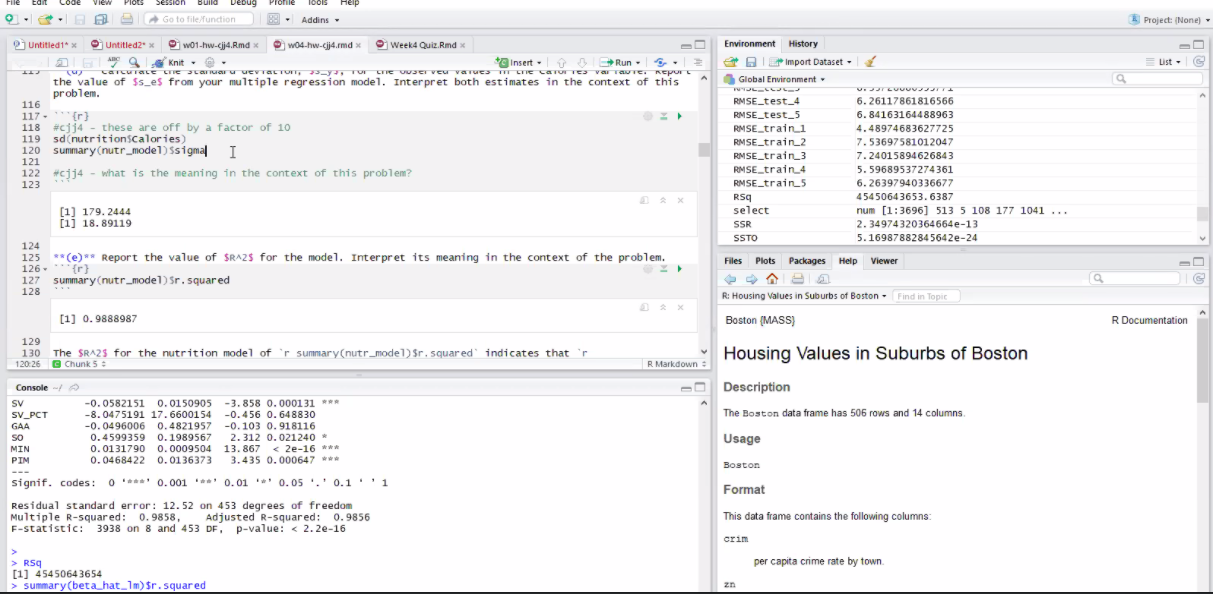 File Edit Code View Plots Session Build Debug Profile Tools Help
Go to file/function Addins Project: (None)
Untitled1* Untitled2* w01-hw-cjj4.Rmd w04-hw-cjj4.rmd Week4 Quiz.Rmd
ABC Knit Insert Run
115 **(d)** Calculate the standard deviation, $s_y$, for the observed values in the Calories variable. Report
the value of $s_e$ from your multiple regression model. Interpret both estimates in the context of this
problem.
116
117 ```{r}
118 #cjj4 - these are off by a factor of 10
119 sd(nutrition$Calories)
120 summary(nutr_model)$sigma
121
122 #cjj4 - what is the meaning in the context of this problem?
123 ```
[1] 179.2444
[1] 18.89119
124
125 **(e)** Report the value of $R^2$ for the model. Interpret its meaning in the context of the problem.
126 ```{r}
127 summary(nutr_model)$r.squared
128 ```
[1] 0.9888987
129
130 The $R^2$ for the nutrition model of `r summary(nutr_model)$r.squared` indicates that `r
120:26 Chunk 5 R Markdown
Console ~/
SV -0.0582151 0.0150905 -3.858 0.000131 ***
SV_PCT -8.0475191 17.6600154 -0.456 0.648830
GAA -0.0496006 0.4821957 -0.103 0.918116
SO 0.4599359 0.1989567 2.312 0.021240 *
MIN 0.0131790 0.0009504 13.867 < 2e-16 ***
PIM 0.0468422 0.0136373 3.435 0.000647 ***
---
Signif. codes: 0 '***' 0.001 '**' 0.01 '*' 0.05 '.' 0.1 ' ' 1
Residual standard error: 12.52 on 453 degrees of freedom
Multiple R-squared: 0.9858, Adjusted R-squared: 0.9856
F-statistic: 3938 on 8 and 453 DF, p-value: < 2.2e-16
>
> RSq
[1] 45450643654
> summary(beta_hat_lm)$r.squared
Environment History
Import Dataset List
Global Environment
RMSE_test_4 6.26117861816566
RMSE_test_5 6.84163164488963
RMSE_train_1 4.48974683627725
RMSE_train_2 7.53697581012047
RMSE_train_3 7.24015894626843
RMSE_train_4 5.59689537274361
RMSE_train_5 6.26397940336677
RSq 45450643653.6387
select num [1:3696] 513 5 108 177 1041 ...
SSR 2.34974320364664e-13
SSTO 5.16987882845642e-24
Files Plots Packages Help Viewer
R: Housing Values in Suburbs of Boston Find in Topic
Boston {MASS} R Documentation
Housing Values in Suburbs of Boston
Description
The Boston data frame has 506 rows and 14 columns.
Usage
Boston
Format
This data frame contains the following columns:
crim
per capita crime rate by town.
zn